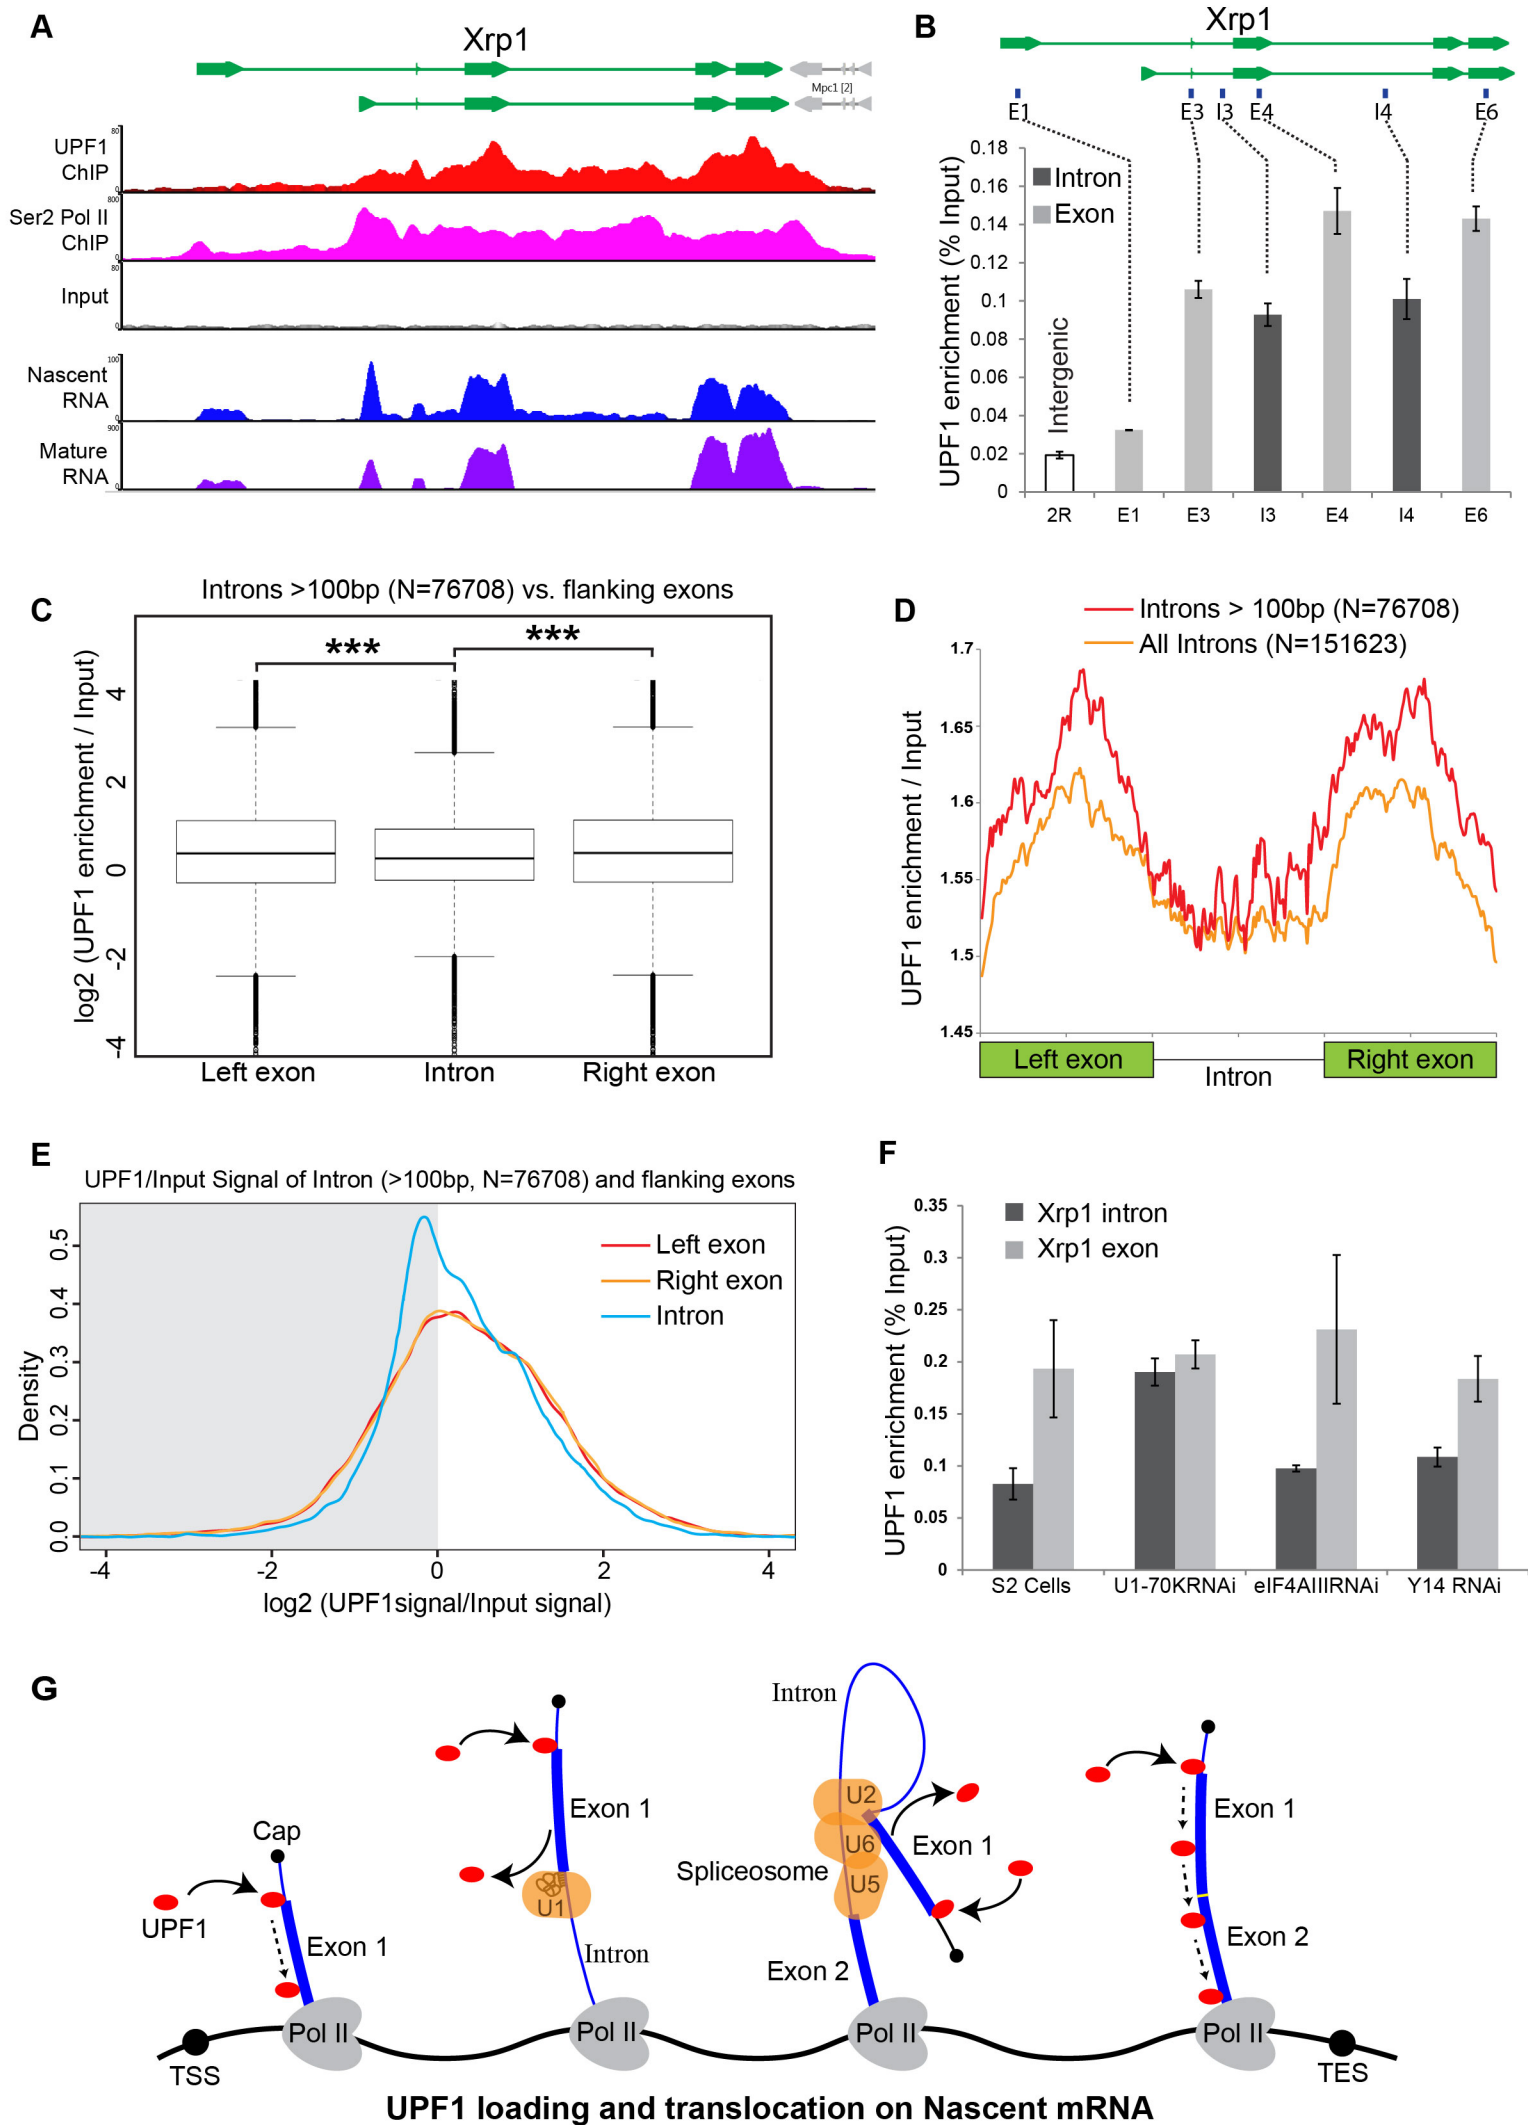 A
Xrp1
Mpc1 [2]
UPF1
ChIP
80
0
Ser2 Pol II
ChIP
800
0
Input
80
0
Nascent
RNA
100
0
Mature
RNA
900
0
B
Xrp1
E1
E3
I3
E4
I4
E6
UPF1 enrichment (% Input)
0.18
0.16
0.14
0.12
0.1
0.08
0.06
0.04
0.02
0
Intron
Exon
Intergenic
2R
E1
E3
I3
E4
I4
E6
C
Introns >100bp (N=76708) vs. flanking exons
***
***
log2 (UPF1 enrichment / Input)
4
2
0
-2
-4
Left exon
Intron
Right exon
D
Introns > 100bp (N=76708)
All Introns (N=151623)
UPF1 enrichment / Input
1.7
1.65
1.6
1.55
1.5
1.45
Left exon
Intron
Right exon
E
UPF1/Input Signal of Intron (>100bp, N=76708) and flanking exons
Left exon
Right exon
Intron
Density
0.5
0.4
0.3
0.2
0.1
0.0
-4
-2
0
2
4
log2 (UPF1signal/Input signal)
F
Xrp1 intron
Xrp1 exon
UPF1 enrichment (% Input)
0.35
0.3
0.25
0.2
0.15
0.1
0.05
0
S2 Cells
U1-70KRNAi
eIF4AIIIRNAi
Y14 RNAi
G
Cap
UPF1
Exon 1
Pol II
TSS
Exon 1
U1
Intron
Pol II
Intron
U2
U6
U5
Spliceosome
Exon 1
Exon 2
Pol II
Exon 1
Exon 2
Pol II
TES
UPF1 loading and translocation on Nascent mRNA